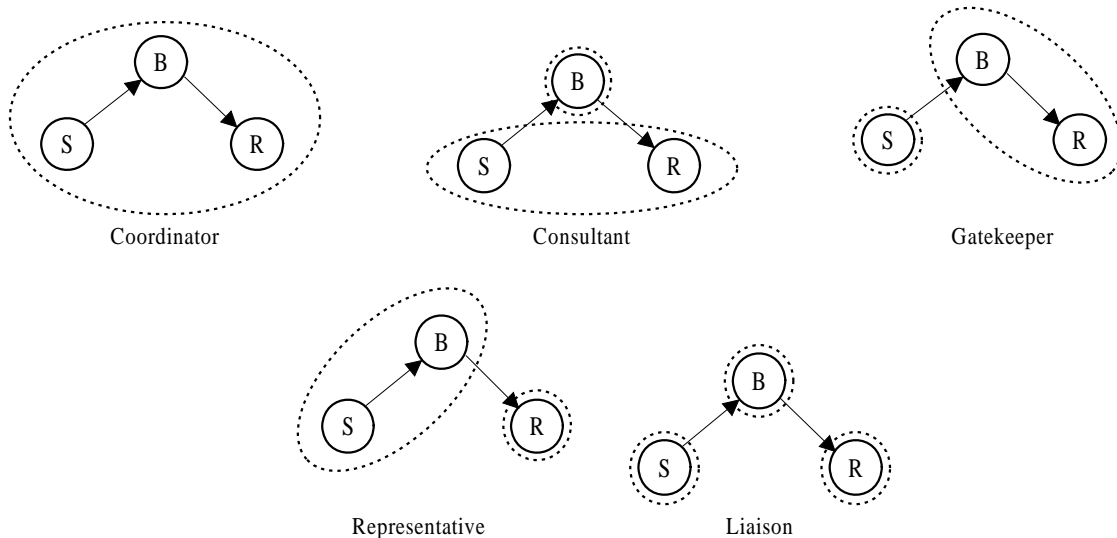 B
S
R
Coordinator
B
S
R
Consultant
B
S
R
Gatekeeper
B
S
R
Representative
B
S
R
Liaison